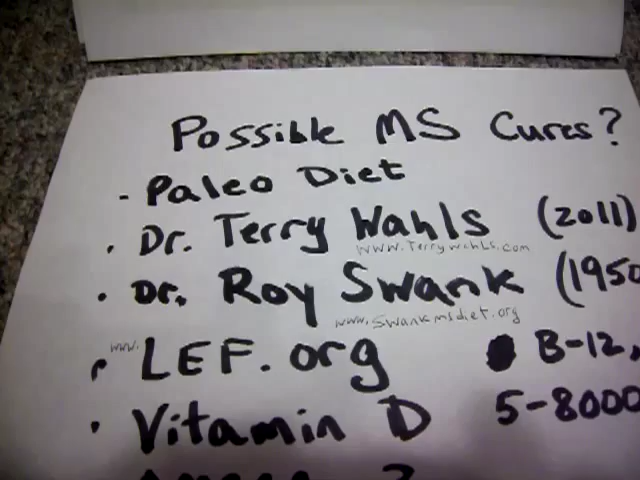 Possible MS Cures?
- Paleo Diet
• Dr. Terry Wahls (2011)
www.Terrywahls.com
• Dr. Roy Swank (1950
www.Swankmsdiet.org
• www.LEF.org B-12,
• Vitamin D 5-8000